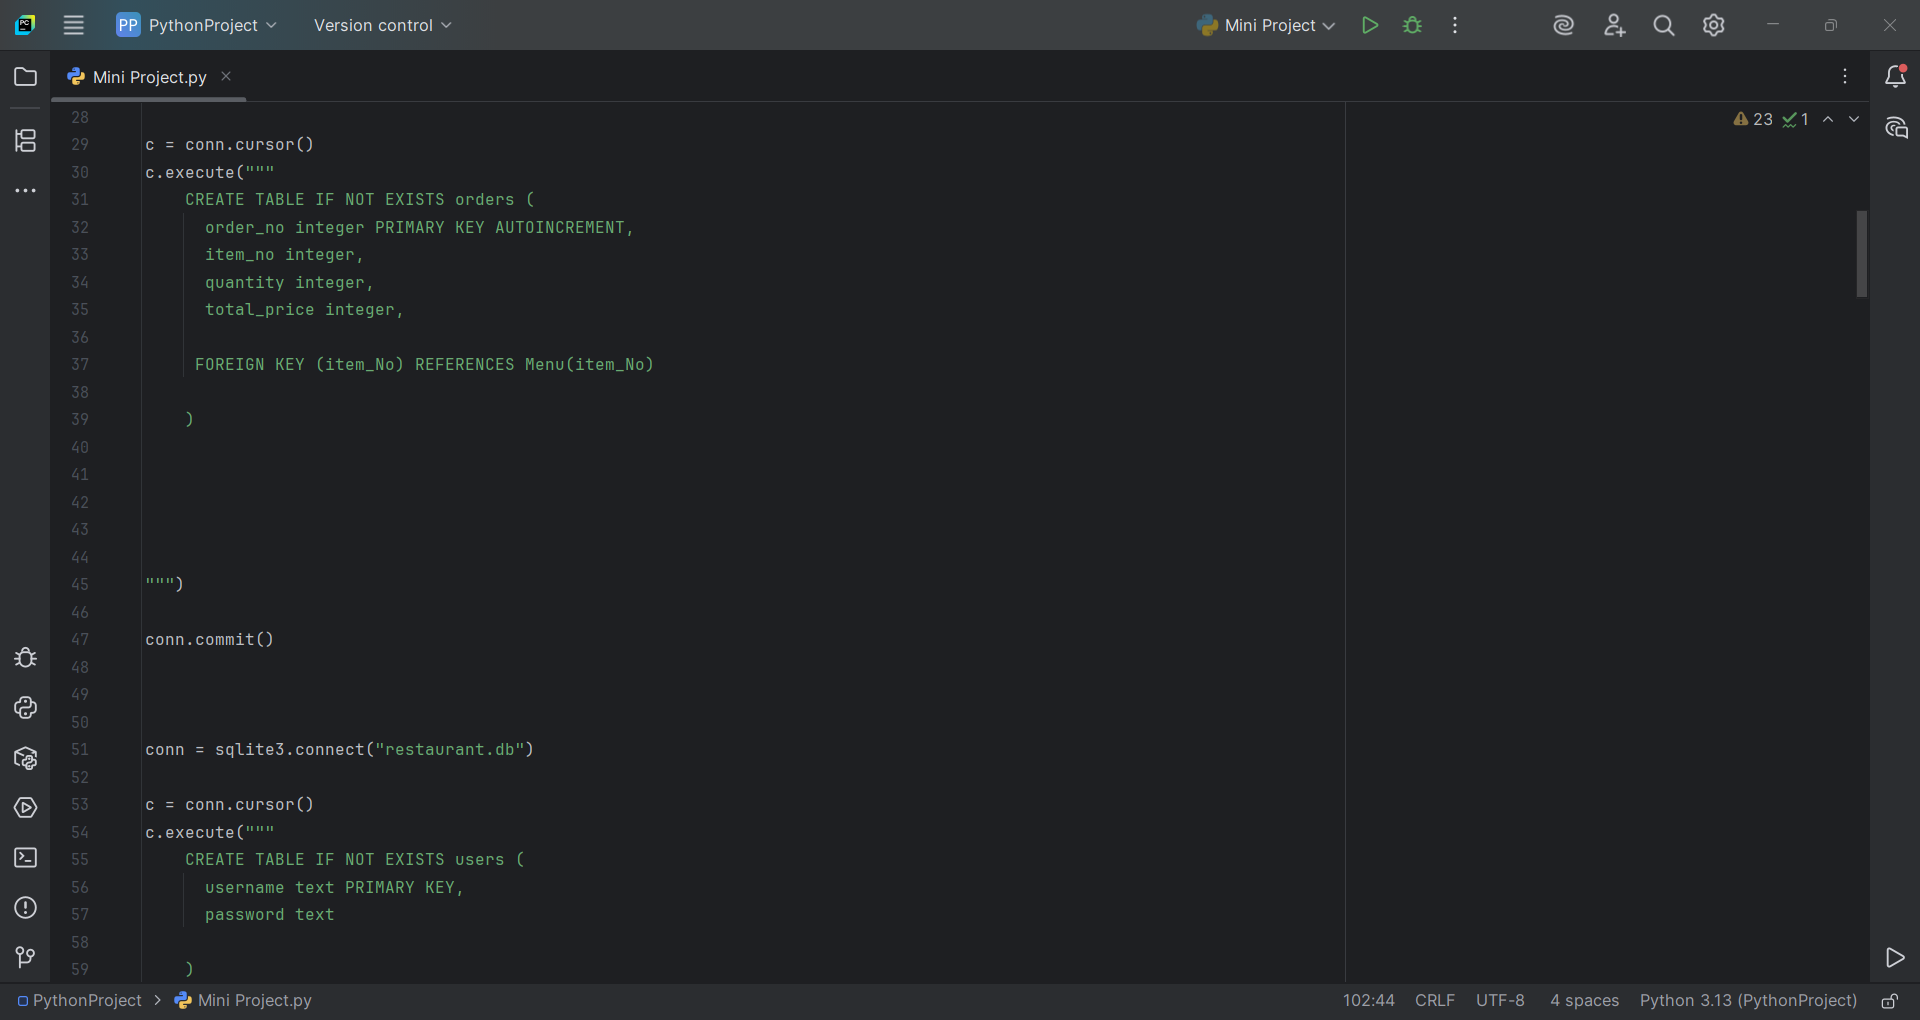 PP PythonProject Version control Mini Project
Mini Project.py
23 1
28
29 c = conn.cursor()
30 c.execute("""
31 CREATE TABLE IF NOT EXISTS orders (
32 order_no integer PRIMARY KEY AUTOINCREMENT,
33 item_no integer,
34 quantity integer,
35 total_price integer,
36
37 FOREIGN KEY (item_No) REFERENCES Menu(item_No)
38
39 )
40
41
42
43
44
45 """)
46
47 conn.commit()
48
49
50
51 conn = sqlite3.connect("restaurant.db")
52
53 c = conn.cursor()
54 c.execute("""
55 CREATE TABLE IF NOT EXISTS users (
56 username text PRIMARY KEY,
57 password text
58
59 )
PythonProject > Mini Project.py 102:44 CRLF UTF-8 4 spaces Python 3.13 (PythonProject)